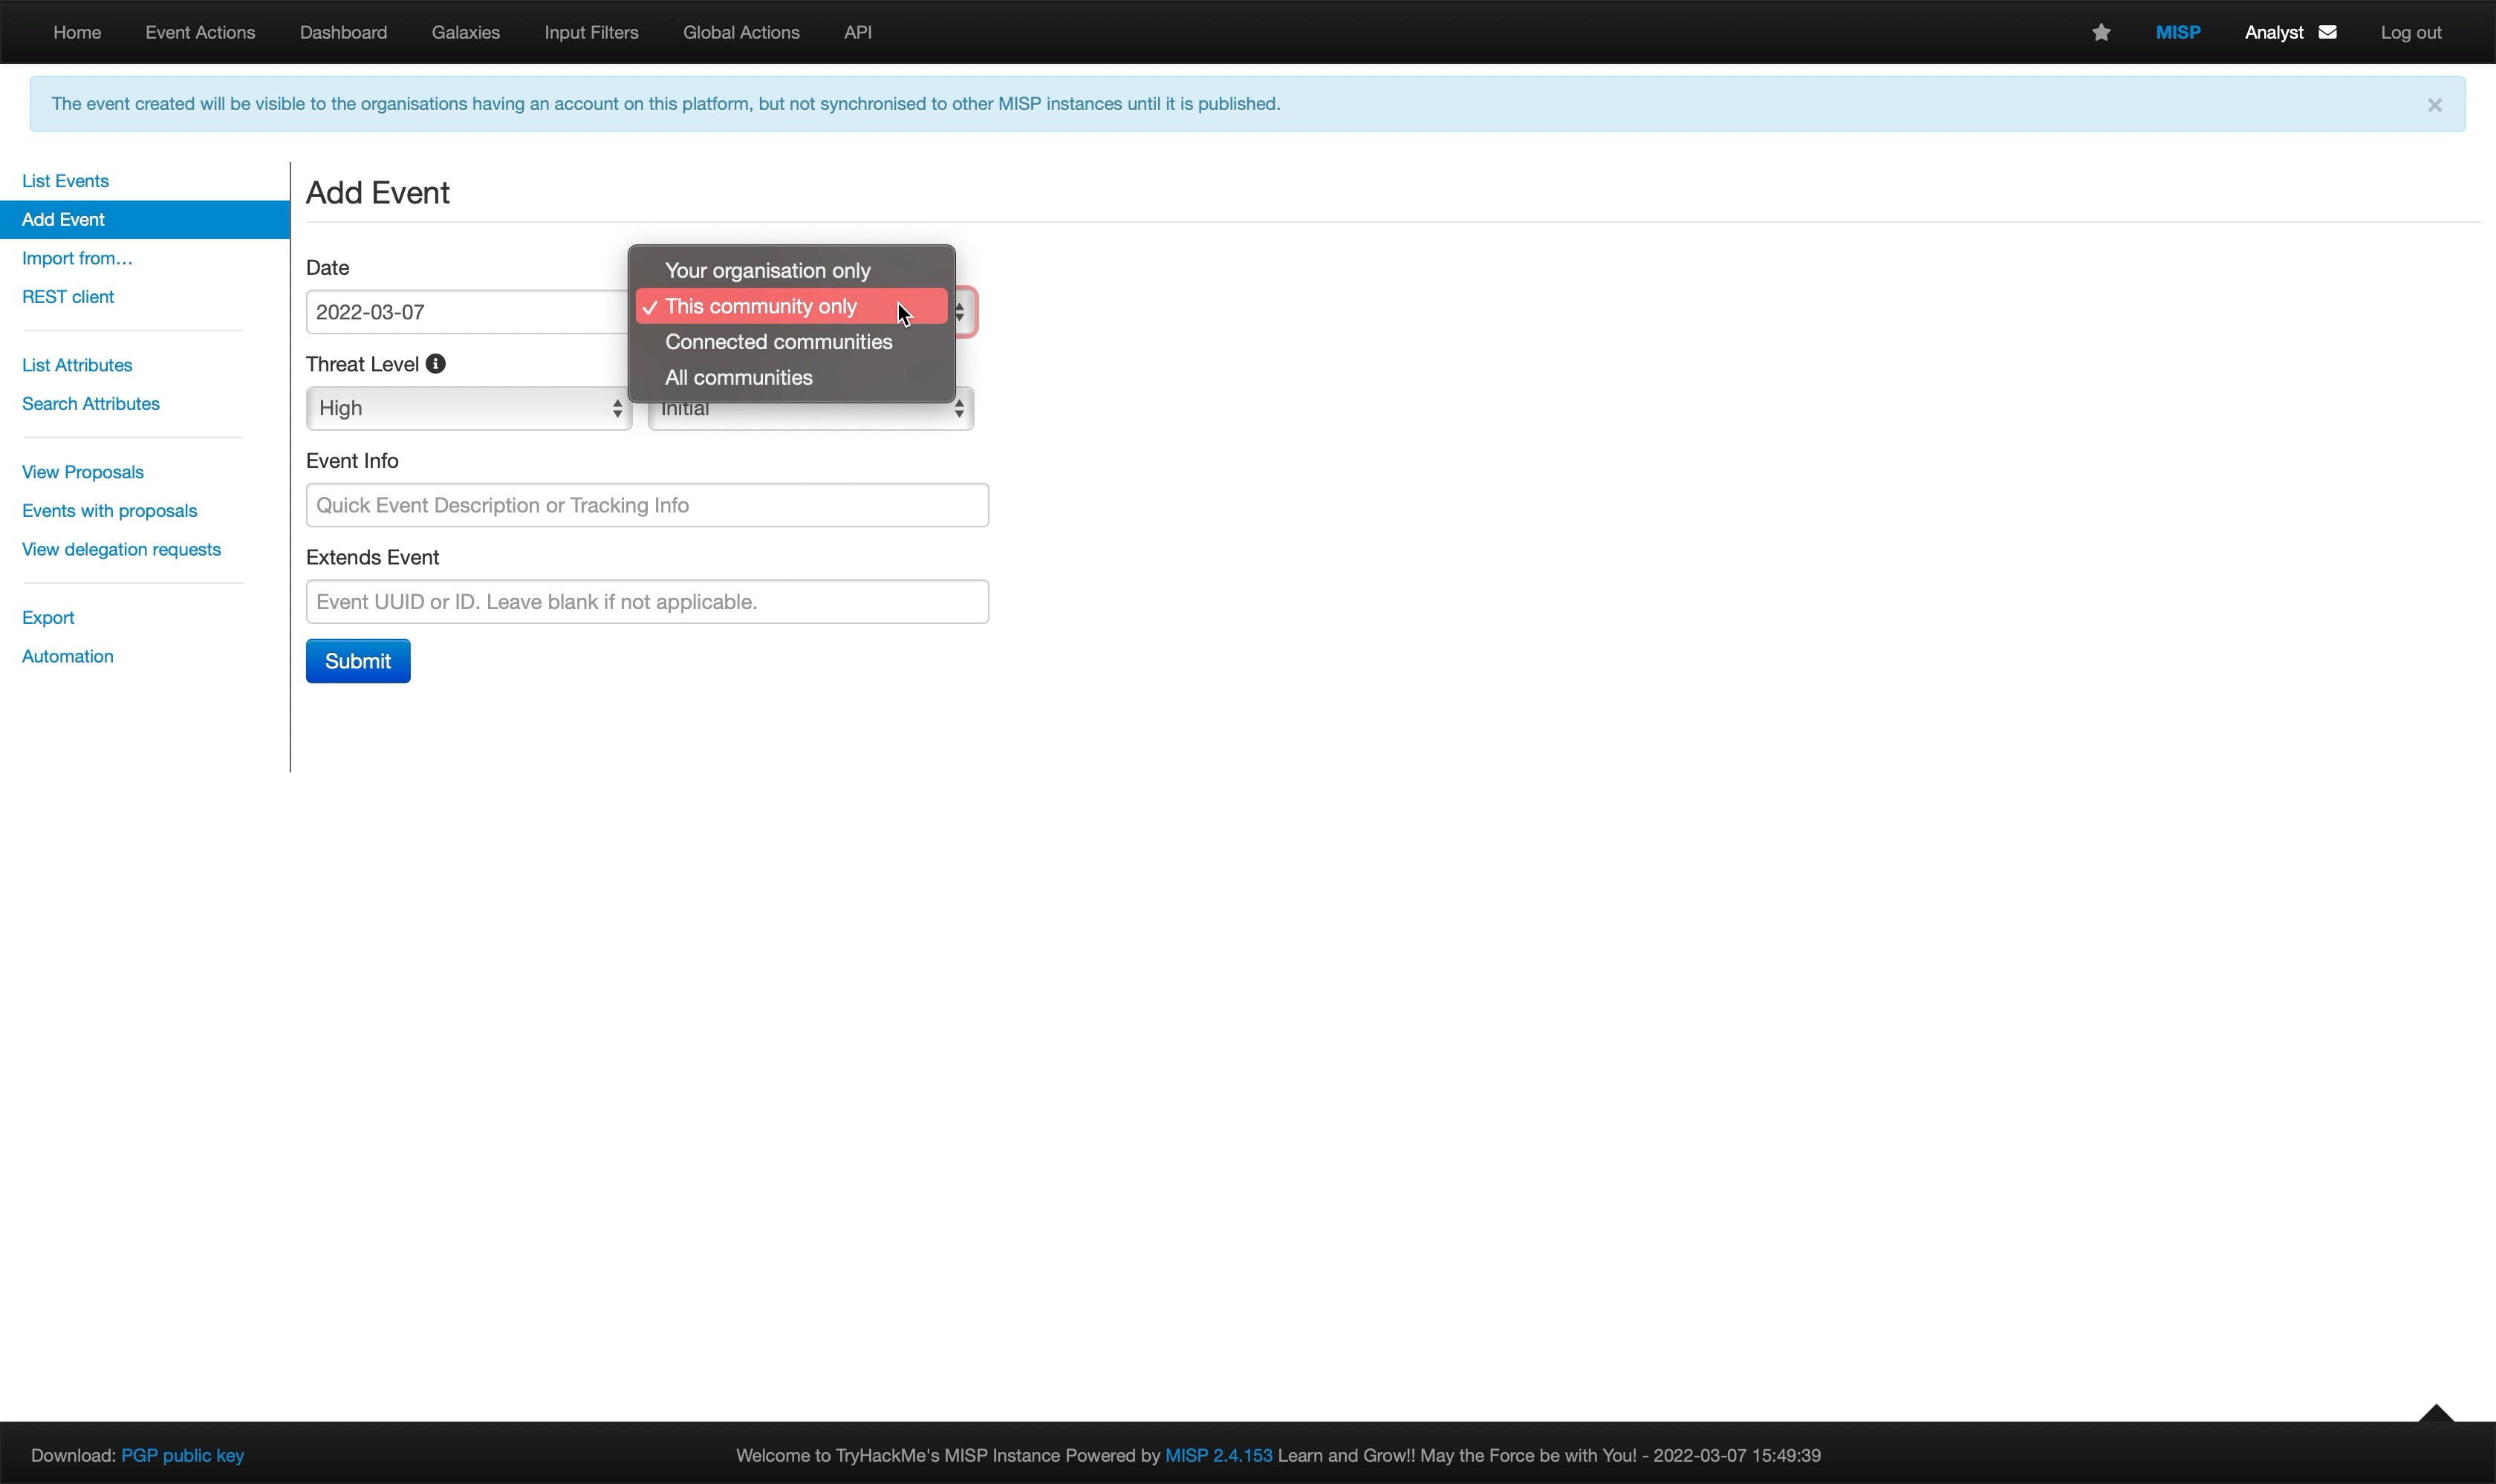 Home Event Actions Dashboard Galaxies Input Filters Global Actions API MISP Analyst Log out
The event created will be visible to the organisations having an account on this platform, but not synchronised to other MISP instances until it is published. ×
List Events
Add Event
Import from...
REST client
List Attributes
Search Attributes
View Proposals
Events with proposals
View delegation requests
Export
Automation
Add Event
Date
2022-03-07
Your organisation only
✓ This community only
Connected communities
All communities
Threat Level
High
Initial
Event Info
Quick Event Description or Tracking Info
Extends Event
Event UUID or ID. Leave blank if not applicable.
Submit
Download: PGP public key
Welcome to TryHackMe's MISP Instance Powered by MISP 2.4.153 Learn and Grow!! May the Force be with You! - 2022-03-07 15:49:39